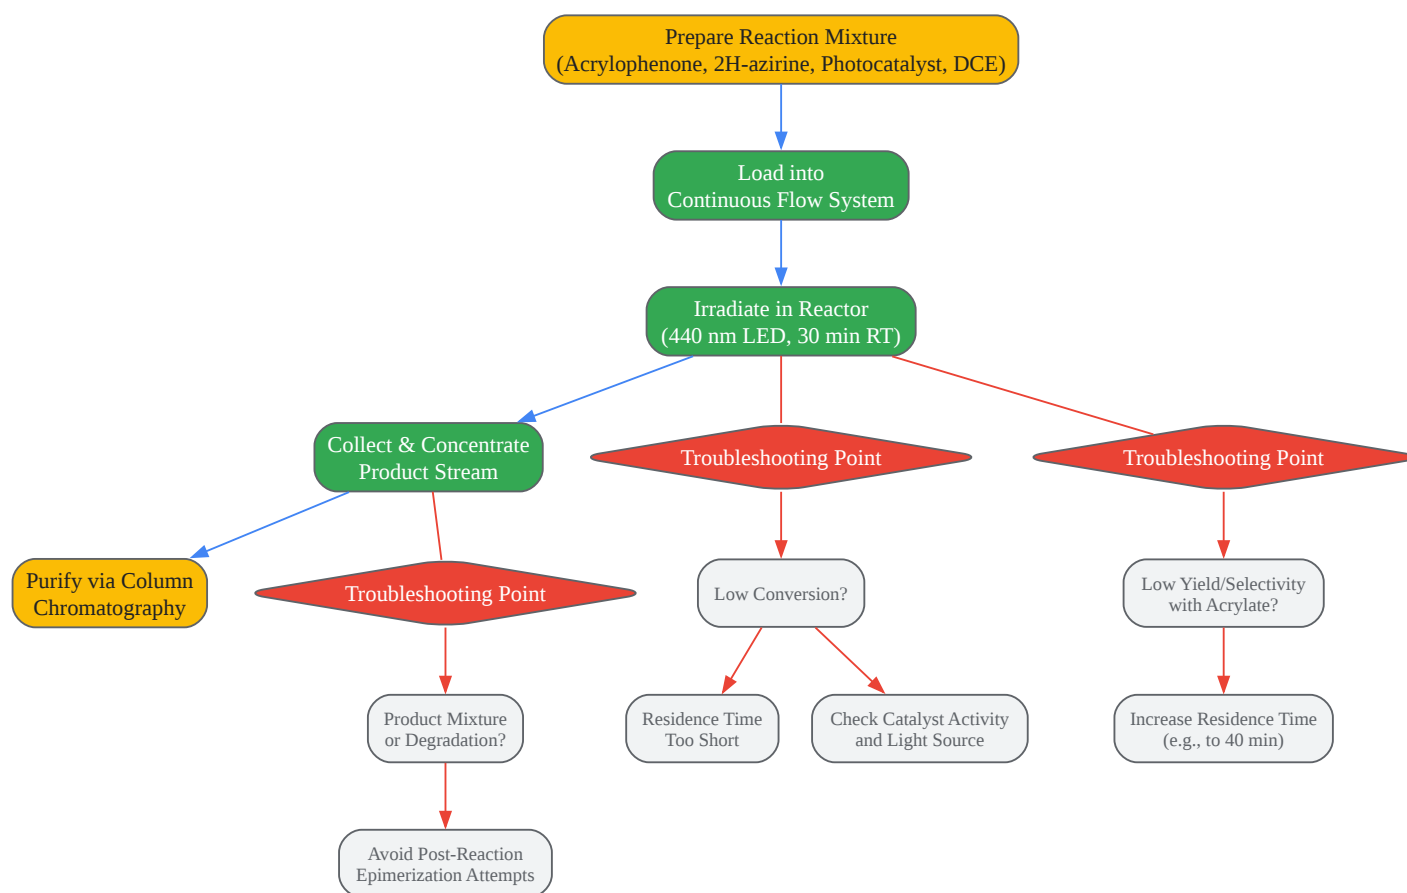 Prepare Reaction Mixture
(Acrylophenone, 2H-azirine, Photocatalyst, DCE)
Load into
Continuous Flow System
Irradiate in Reactor
(440 nm LED, 30 min RT)
Collect & Concentrate
Product Stream
Troubleshooting Point
Troubleshooting Point
Purify via Column
Chromatography
Troubleshooting Point
Low Conversion?
Low Yield/Selectivity
with Acrylate?
Product Mixture
or Degradation?
Residence Time
Too Short
Check Catalyst Activity
and Light Source
Increase Residence Time
(e.g., to 40 min)
Avoid Post-Reaction
Epimerization Attempts